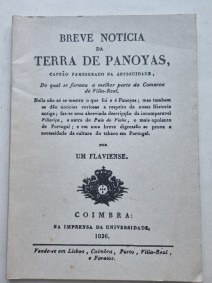 BREVE NOTICIA
DA
TERRA DE PANOYAS,
CANTÃO FAMIGERADO NA ANTIGUIDADE,
Do qual se formou a melhor parte da Comarca
de Villa-Real.
Nella não só se mostra o que foi e é Panoyas; mas tambem
se dão noticias curiosas a respeito da nossa Historia
antiga; faz-se uma abreviada descripção da incomparavel
Villariça, e outra do Paiz de Vinho, o mais opulento
de Portugal; e em uma breve digressão se prova a
necessidade da cultura do tabaco em Portugal.
POR
UM FLAVIENSE.
COIMBRA:
NA IMPRENSA DA UNIVERSIDADE,
1836.
Vende-se em Lisboa, Coimbra, Porto, Villa-Real,
e Favaios.